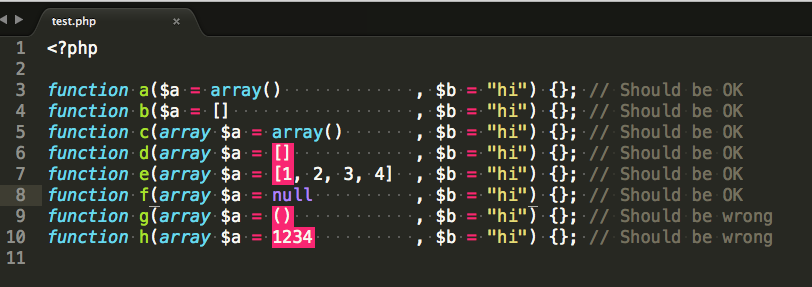 test.php ×
1 <?php
2
3 function a($a = array()             , $b = "hi") {}; // Should be OK
4 function b($a = []                  , $b = "hi") {}; // Should be OK
5 function c(array $a = array()       , $b = "hi") {}; // Should be OK
6 function d(array $a = []            , $b = "hi") {}; // Should be OK
7 function e(array $a = [1, 2, 3, 4]  , $b = "hi") {}; // Should be OK
8 function f(array $a = null          , $b = "hi") {}; // Should be OK
9 function g(array $a = ()            , $b = "hi") {}; // Should be wrong
10 function h(array $a = 1234          , $b = "hi") {}; // Should be wrong
11